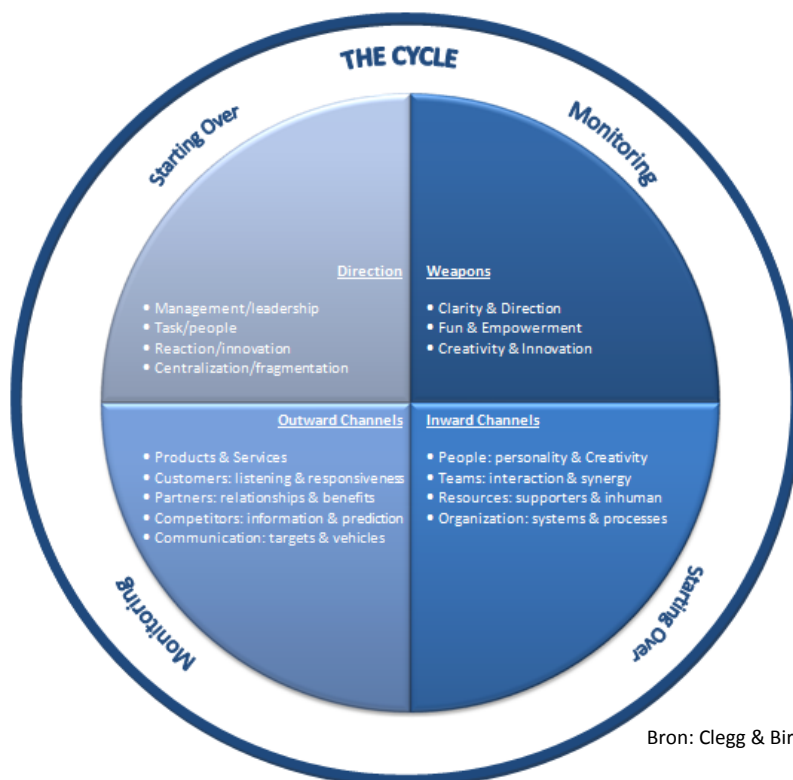 THE CYCLE
Starting Over
Monitoring
Direction
• Management/leadership
• Task/people
• Reaction/innovation
• Centralization/fragmentation
Weapons
• Clarity & Direction
• Fun & Empowerment
• Creativity & Innovation
Outward Channels
• Products & Services
• Customers: listening & responsiveness
• Partners: relationships & benefits
• Competitors: information & prediction
• Communication: targets & vehicles
Inward Channels
• People: personality & Creativity
• Teams: interaction & synergy
• Resources: supporters & inhuman
• Organization: systems & processes
Monitoring
Starting Over
Bron: Clegg & Bir